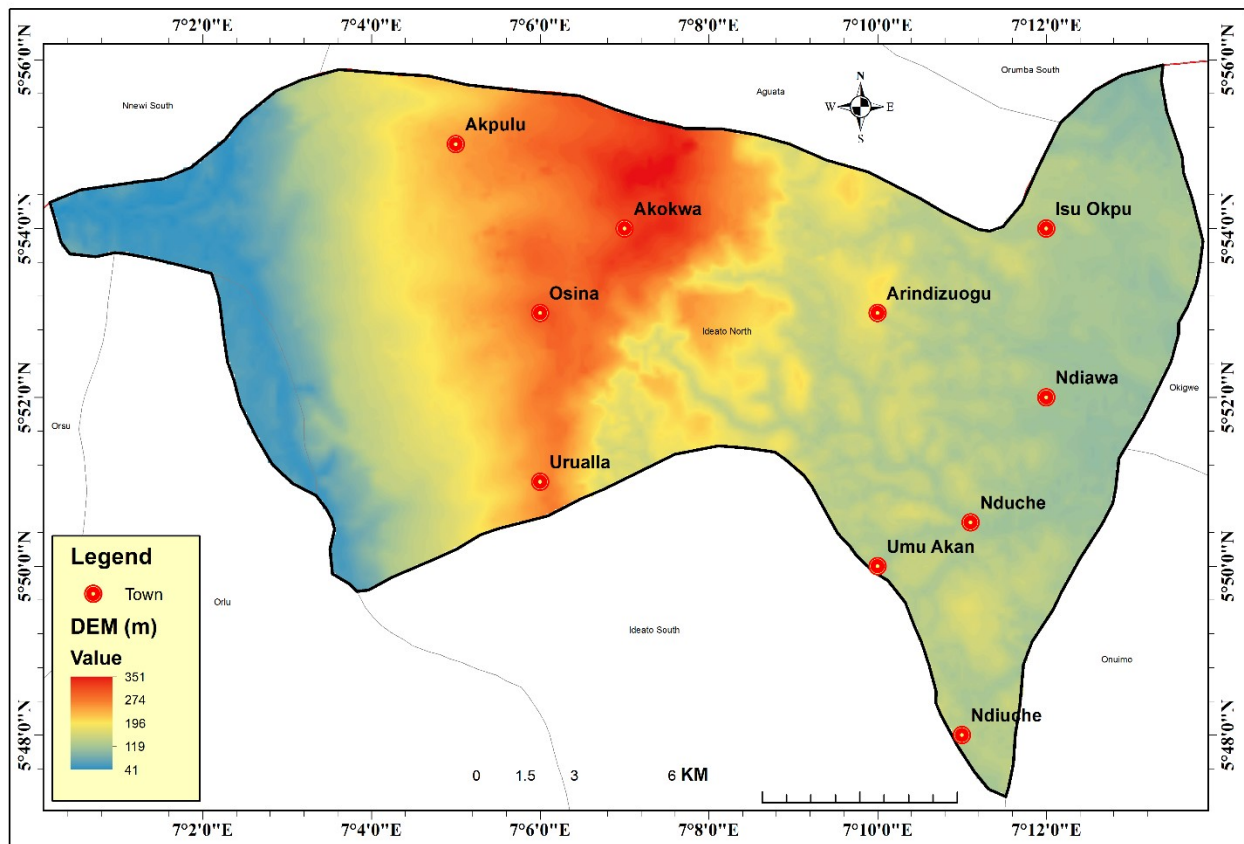 7°2'0"E 7°4'0"E 7°6'0"E 7°8'0"E 7°10'0"E 7°12'0"E
5°56'0"N
5°56'0"N
Orumba South
Aguata
Nnewi South
N
W E
S
Akpulu
5°54'0"N
Akokwa
Isu Okpu
5°54'0"N
Osina
Arindizuogu
Ideato North
5°52'0"N
Ndiawa
5°52'0"N
Okigwe
Orsu
Urualla
Nduche
Umu Akan
5°50'0"N
5°50'0"N
Legend
Town
DEM (m)
Value
351
274
196
119
41
Orlu
Ideato South
Onuimo
Ndiuche
5°48'0"N
5°48'0"N
0 1.5 3 6 KM
7°2'0"E 7°4'0"E 7°6'0"E 7°8'0"E 7°10'0"E 7°12'0"E